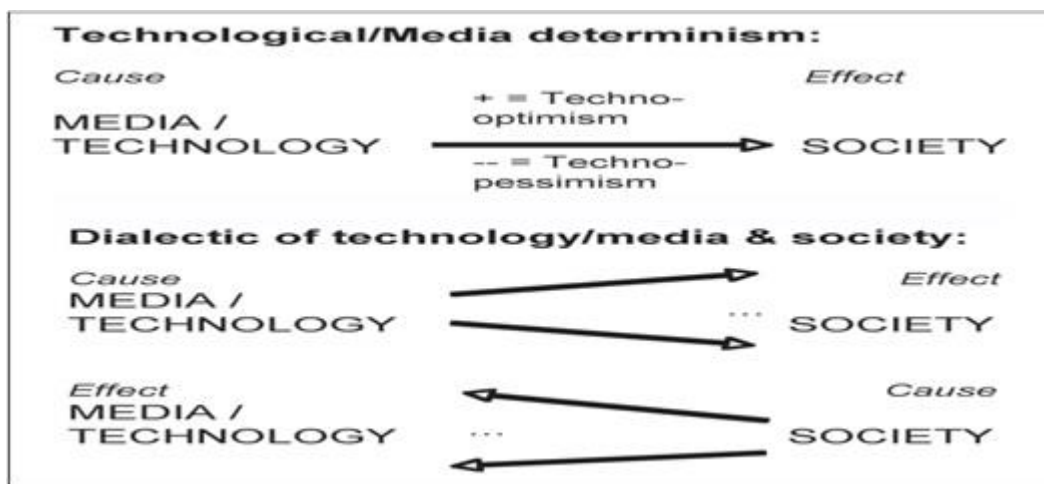 Technological/Media determinism:
Cause
Effect
+ = Techno-
optimism
MEDIA /
TECHNOLOGY
SOCIETY
-- = Techno-
pessimism
Dialectic of technology/media & society:
Cause
Effect
MEDIA /
TECHNOLOGY
...
SOCIETY
Effect
Cause
MEDIA /
TECHNOLOGY
...
SOCIETY